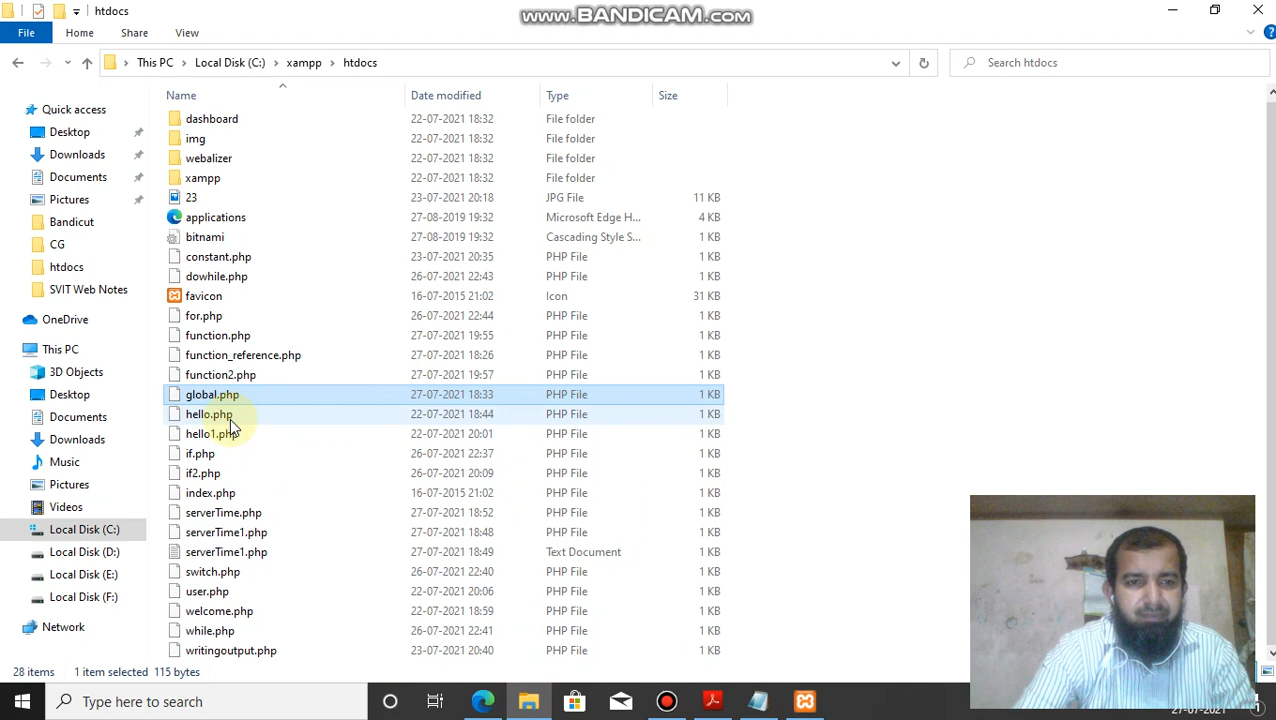 htdocs
www.BANDICAM.com
File Home Share View
This PC Local Disk (C:) xampp htdocs
Search htdocs
Name Date modified Type Size
Quick access
Desktop
Downloads
Documents
Pictures
Bandicut
CG
htdocs
SVIT Web Notes
OneDrive
This PC
3D Objects
Desktop
Documents
Downloads
Music
Pictures
Videos
Local Disk (C:)
Local Disk (D:)
Local Disk (E:)
Local Disk (F:)
Network
dashboard 22-07-2021 18:32 File folder
img 22-07-2021 18:32 File folder
webalizer 22-07-2021 18:32 File folder
xampp 22-07-2021 18:32 File folder
23 23-07-2021 20:18 JPG File 11 KB
applications 27-08-2019 19:32 Microsoft Edge H... 4 KB
bitnami 27-08-2019 19:32 Cascading Style S... 1 KB
constant.php 23-07-2021 20:35 PHP File 1 KB
dowhile.php 26-07-2021 22:43 PHP File 1 KB
favicon 16-07-2015 21:02 Icon 31 KB
for.php 26-07-2021 22:44 PHP File 1 KB
function.php 27-07-2021 19:55 PHP File 1 KB
function_reference.php 27-07-2021 18:26 PHP File 1 KB
function2.php 27-07-2021 19:57 PHP File 1 KB
global.php 27-07-2021 18:33 PHP File 1 KB
hello.php 22-07-2021 18:44 PHP File 1 KB
hello1.php 22-07-2021 20:01 PHP File 1 KB
if.php 26-07-2021 22:37 PHP File 1 KB
if2.php 26-07-2021 20:09 PHP File 1 KB
index.php 16-07-2015 21:02 PHP File 1 KB
serverTime.php 27-07-2021 18:52 PHP File 1 KB
serverTime1.php 27-07-2021 18:48 PHP File 1 KB
serverTime1.php 27-07-2021 18:49 Text Document 1 KB
switch.php 26-07-2021 22:40 PHP File 1 KB
user.php 22-07-2021 20:06 PHP File 1 KB
welcome.php 22-07-2021 18:59 PHP File 1 KB
while.php 26-07-2021 22:41 PHP File 1 KB
writingoutput.php 23-07-2021 20:40 PHP File 1 KB
28 items 1 item selected 115 bytes
Type here to search
27-07-2021